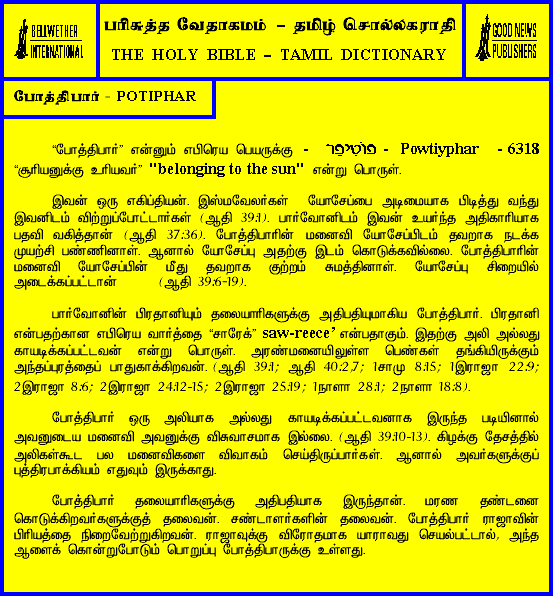 BELLWETHER
INTERNATIONAL
பரிசுத்த வேதாகமம் – தமிழ் சொல்லகராதி
THE HOLY BIBLE – TAMIL DICTIONARY
GOOD NEWS
PUBLISHERS
போத்திபார் - POTIPHAR
“போத்திபார்” என்னும் எபிரெய பெயருக்கு - פּוֹטִיפַר - Powtiyphar - 6318
“சூரியனுக்கு உரியவர்” "belonging to the sun" என்று பொருள்.
இவன் ஒரு எகிப்தியன். இஸ்மவேலர்கள் யோசேப்பை அடிமையாக பிடித்து வந்து
இவனிடம் விற்றுப்போட்டார்கள் (ஆதி 39:1). பார்வோனிடம் இவன் உயர்ந்த அதிகாரியாக
பதவி வகித்தான் (ஆதி 37:36). போத்திபாரின் மனைவி யோசேப்பிடம் தவறாக நடக்க
முயற்சி பண்ணினாள். ஆனால் யோசேப்பு அதற்கு இடம் கொடுக்கவில்லை. போத்திபாரின்
மனைவி யோசேப்பின் மீது தவறாக குற்றம் சுமத்தினாள். யோசேப்பு சிறையில்
அடைக்கப்பட்டான் (ஆதி 39:6-19).
பார்வோனின் பிரதானியும் தலையாரிகளுக்கு அதிபதியுமாகிய போத்திபார். பிரதானி
என்பதற்கான எபிரெய வார்த்தை “சாரேக்” saw-reece’ என்பதாகும். இதற்கு அலி அல்லது
காயடிக்கப்பட்டவன் என்று பொருள். அரண்மனையிலுள்ள பெண்கள் தங்கியிருக்கும்
அந்தப்புரத்தைப் பாதுகாக்கிறவன். (ஆதி 39:1; ஆதி 40:2,7; 1சாமு 8:15; 1இராஜா 22:9;
2இராஜா 8:6; 2இராஜா 24:12-15; 2இராஜா 25:19; 1நாளா 28:1; 2நாளா 18:8).
போத்திபார் ஒரு அலியாக அல்லது காயடிக்கப்பட்டவனாக இருந்த படியினால்
அவனுடைய மனைவி அவனுக்கு விசுவாசமாக இல்லை. (ஆதி 39:10-13). கிழக்கு தேசத்தில்
அலிகள்கூட பல மனைவிகளை விவாகம் செய்திருப்பார்கள். ஆனால் அவர்களுக்குப்
புத்திரபாக்கியம் எதுவும் இருக்காது.
போத்திபார் தலையாரிகளுக்கு அதிபதியாக இருந்தான். மரண தண்டனை
கொடுக்கிறவர்களுக்குத் தலைவன். சண்டாளர்களின் தலைவன். போத்திபார் ராஜாவின்
பிரியத்தை நிறைவேற்றுகிறவன். ராஜாவுக்கு விரோதமாக யாராவது செயல்பட்டால், அந்த
ஆளைக் கொன்றுபோடும் பொறுப்பு போத்திபாருக்கு உள்ளது.